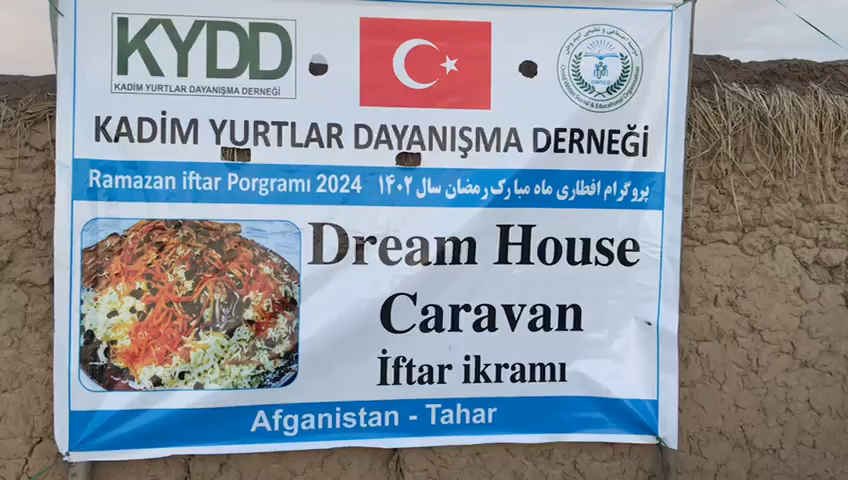 KYDD
KADİM YURTLAR DAYANIŞMA DERNEĞİ
KADİM YURTLAR DAYANIŞMA DERNEĞİ
Ramazan iftar Porgramı 2024 پروگرام افطاری ماه مبارک رمضان سال ۱۴۰۲
Dream House
Caravan
İftar ikramı
Afganistan - Tahar